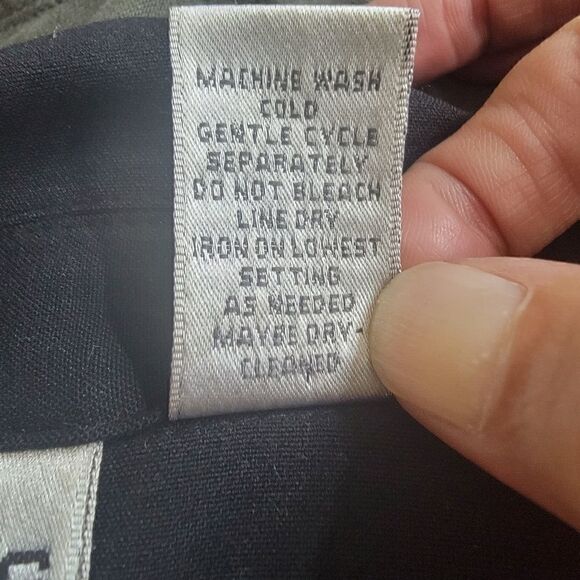 MACHINE WASH
COLD
GENTLE CYCLE
SEPARATELY
DO NOT BLEACH
LINE DRY
IRON ON LOWEST
SETTING
AS NEEDED
MAYBE DRY-
CLEANED